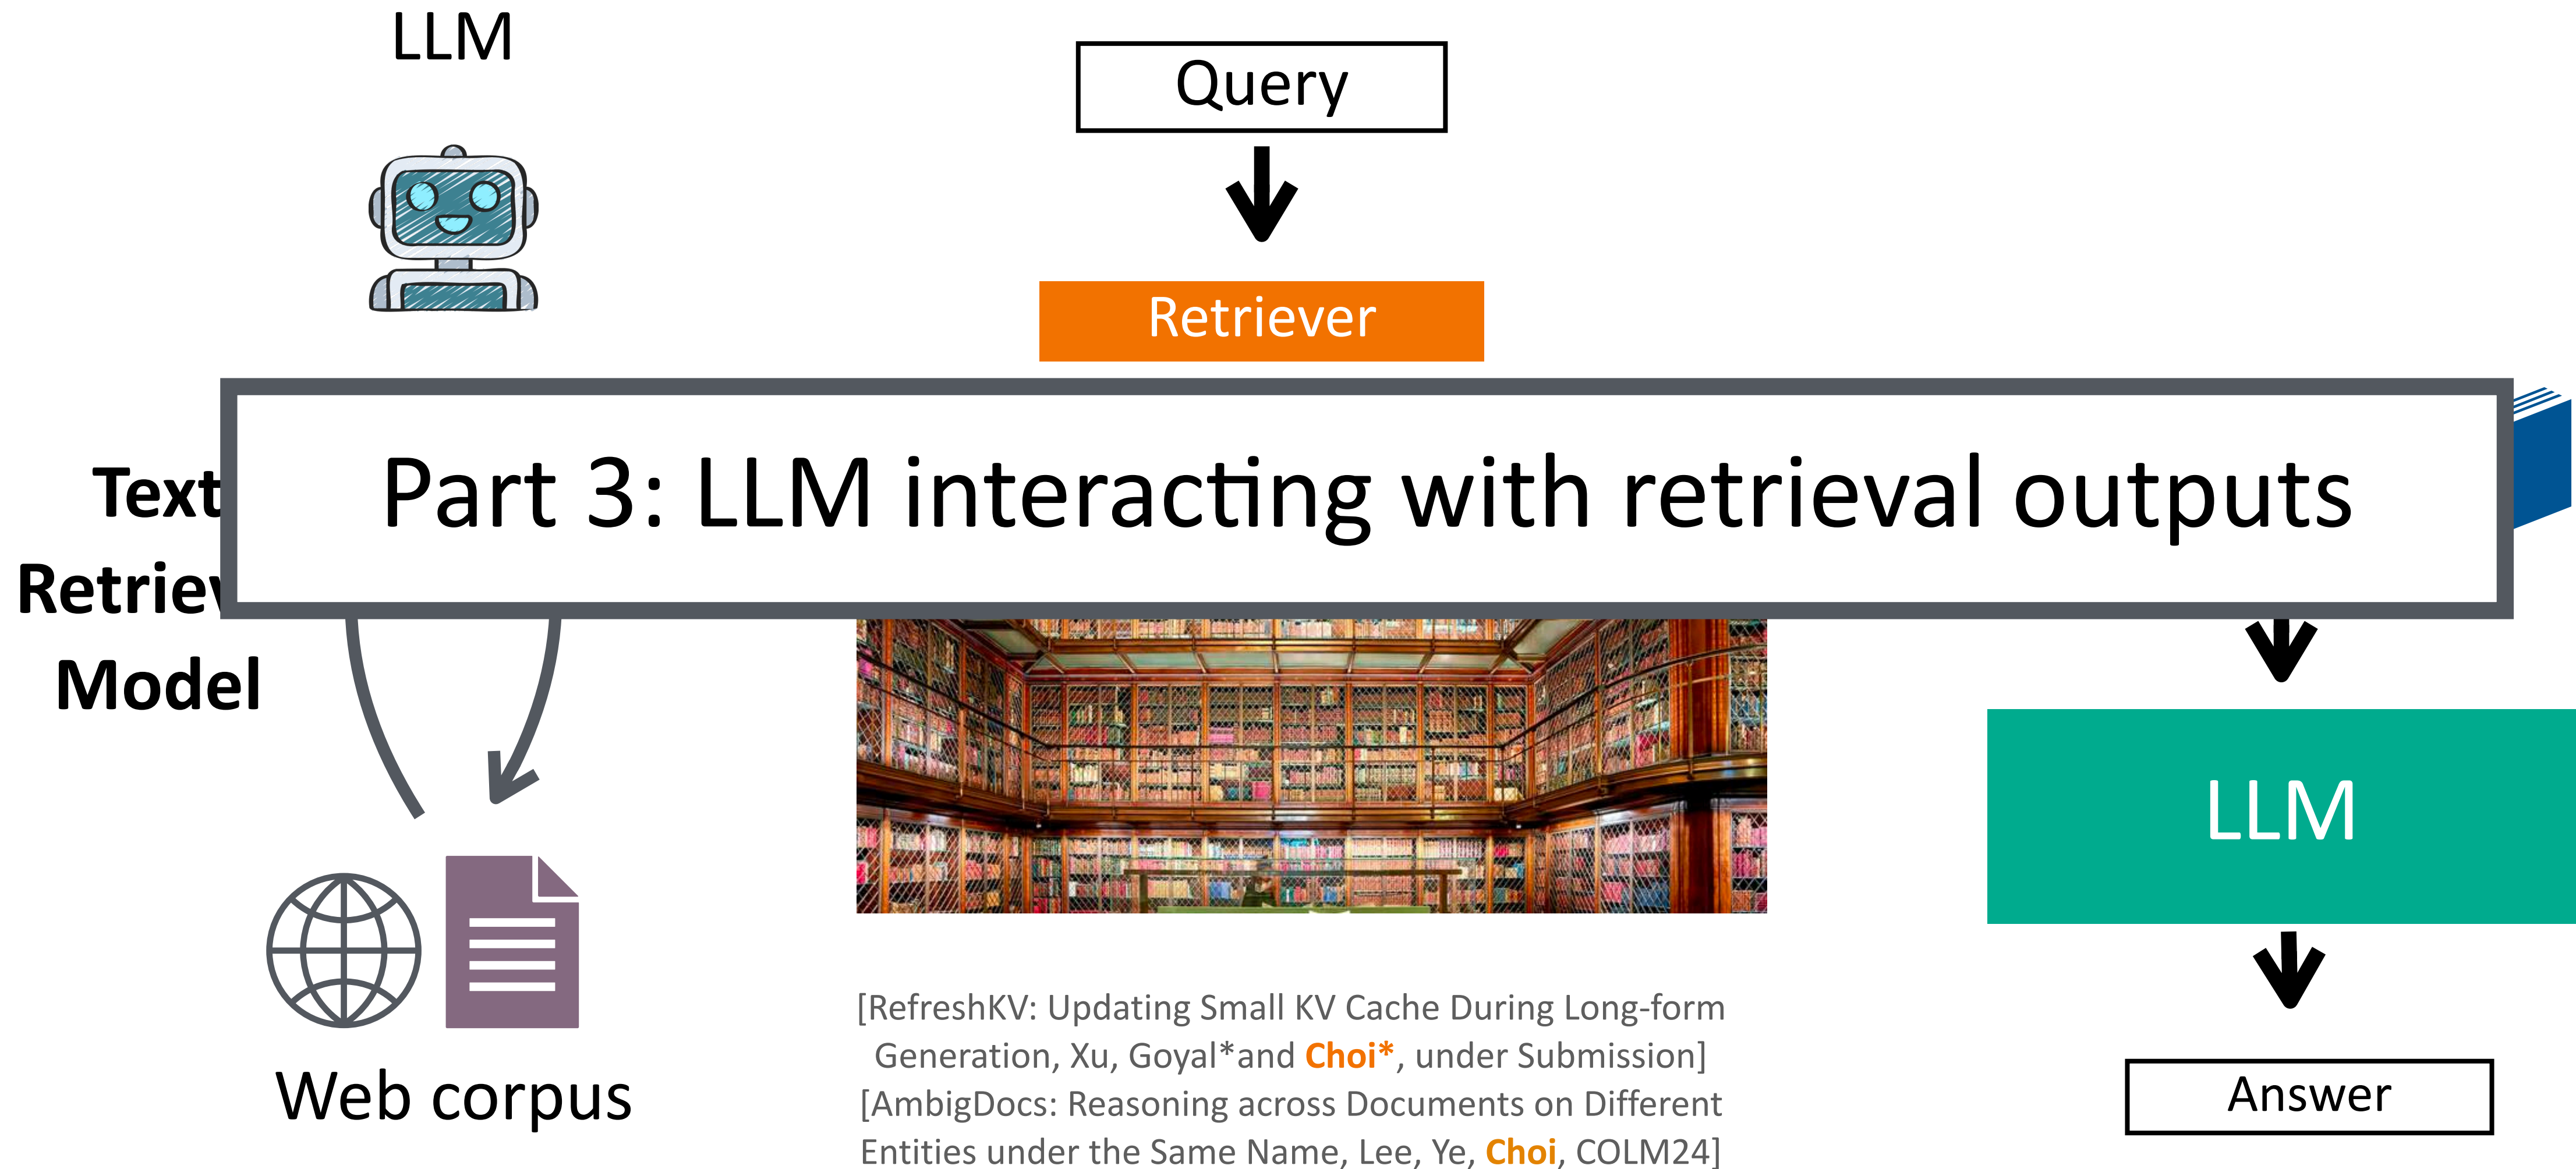 LLM
Query
Retriever
Part 3: LLM interacting with retrieval outputs
Text
Model
Web corpus
[RefreshKV: Updating Small KV Cache During Long-form
Generation, Xu, Goyal*and Choi*, under Submission]
[AmbigDocs: Reasoning across Documents on Different
Entities under the Same Name, Lee, Ye, Choi, COLM24]
LLM
Answer